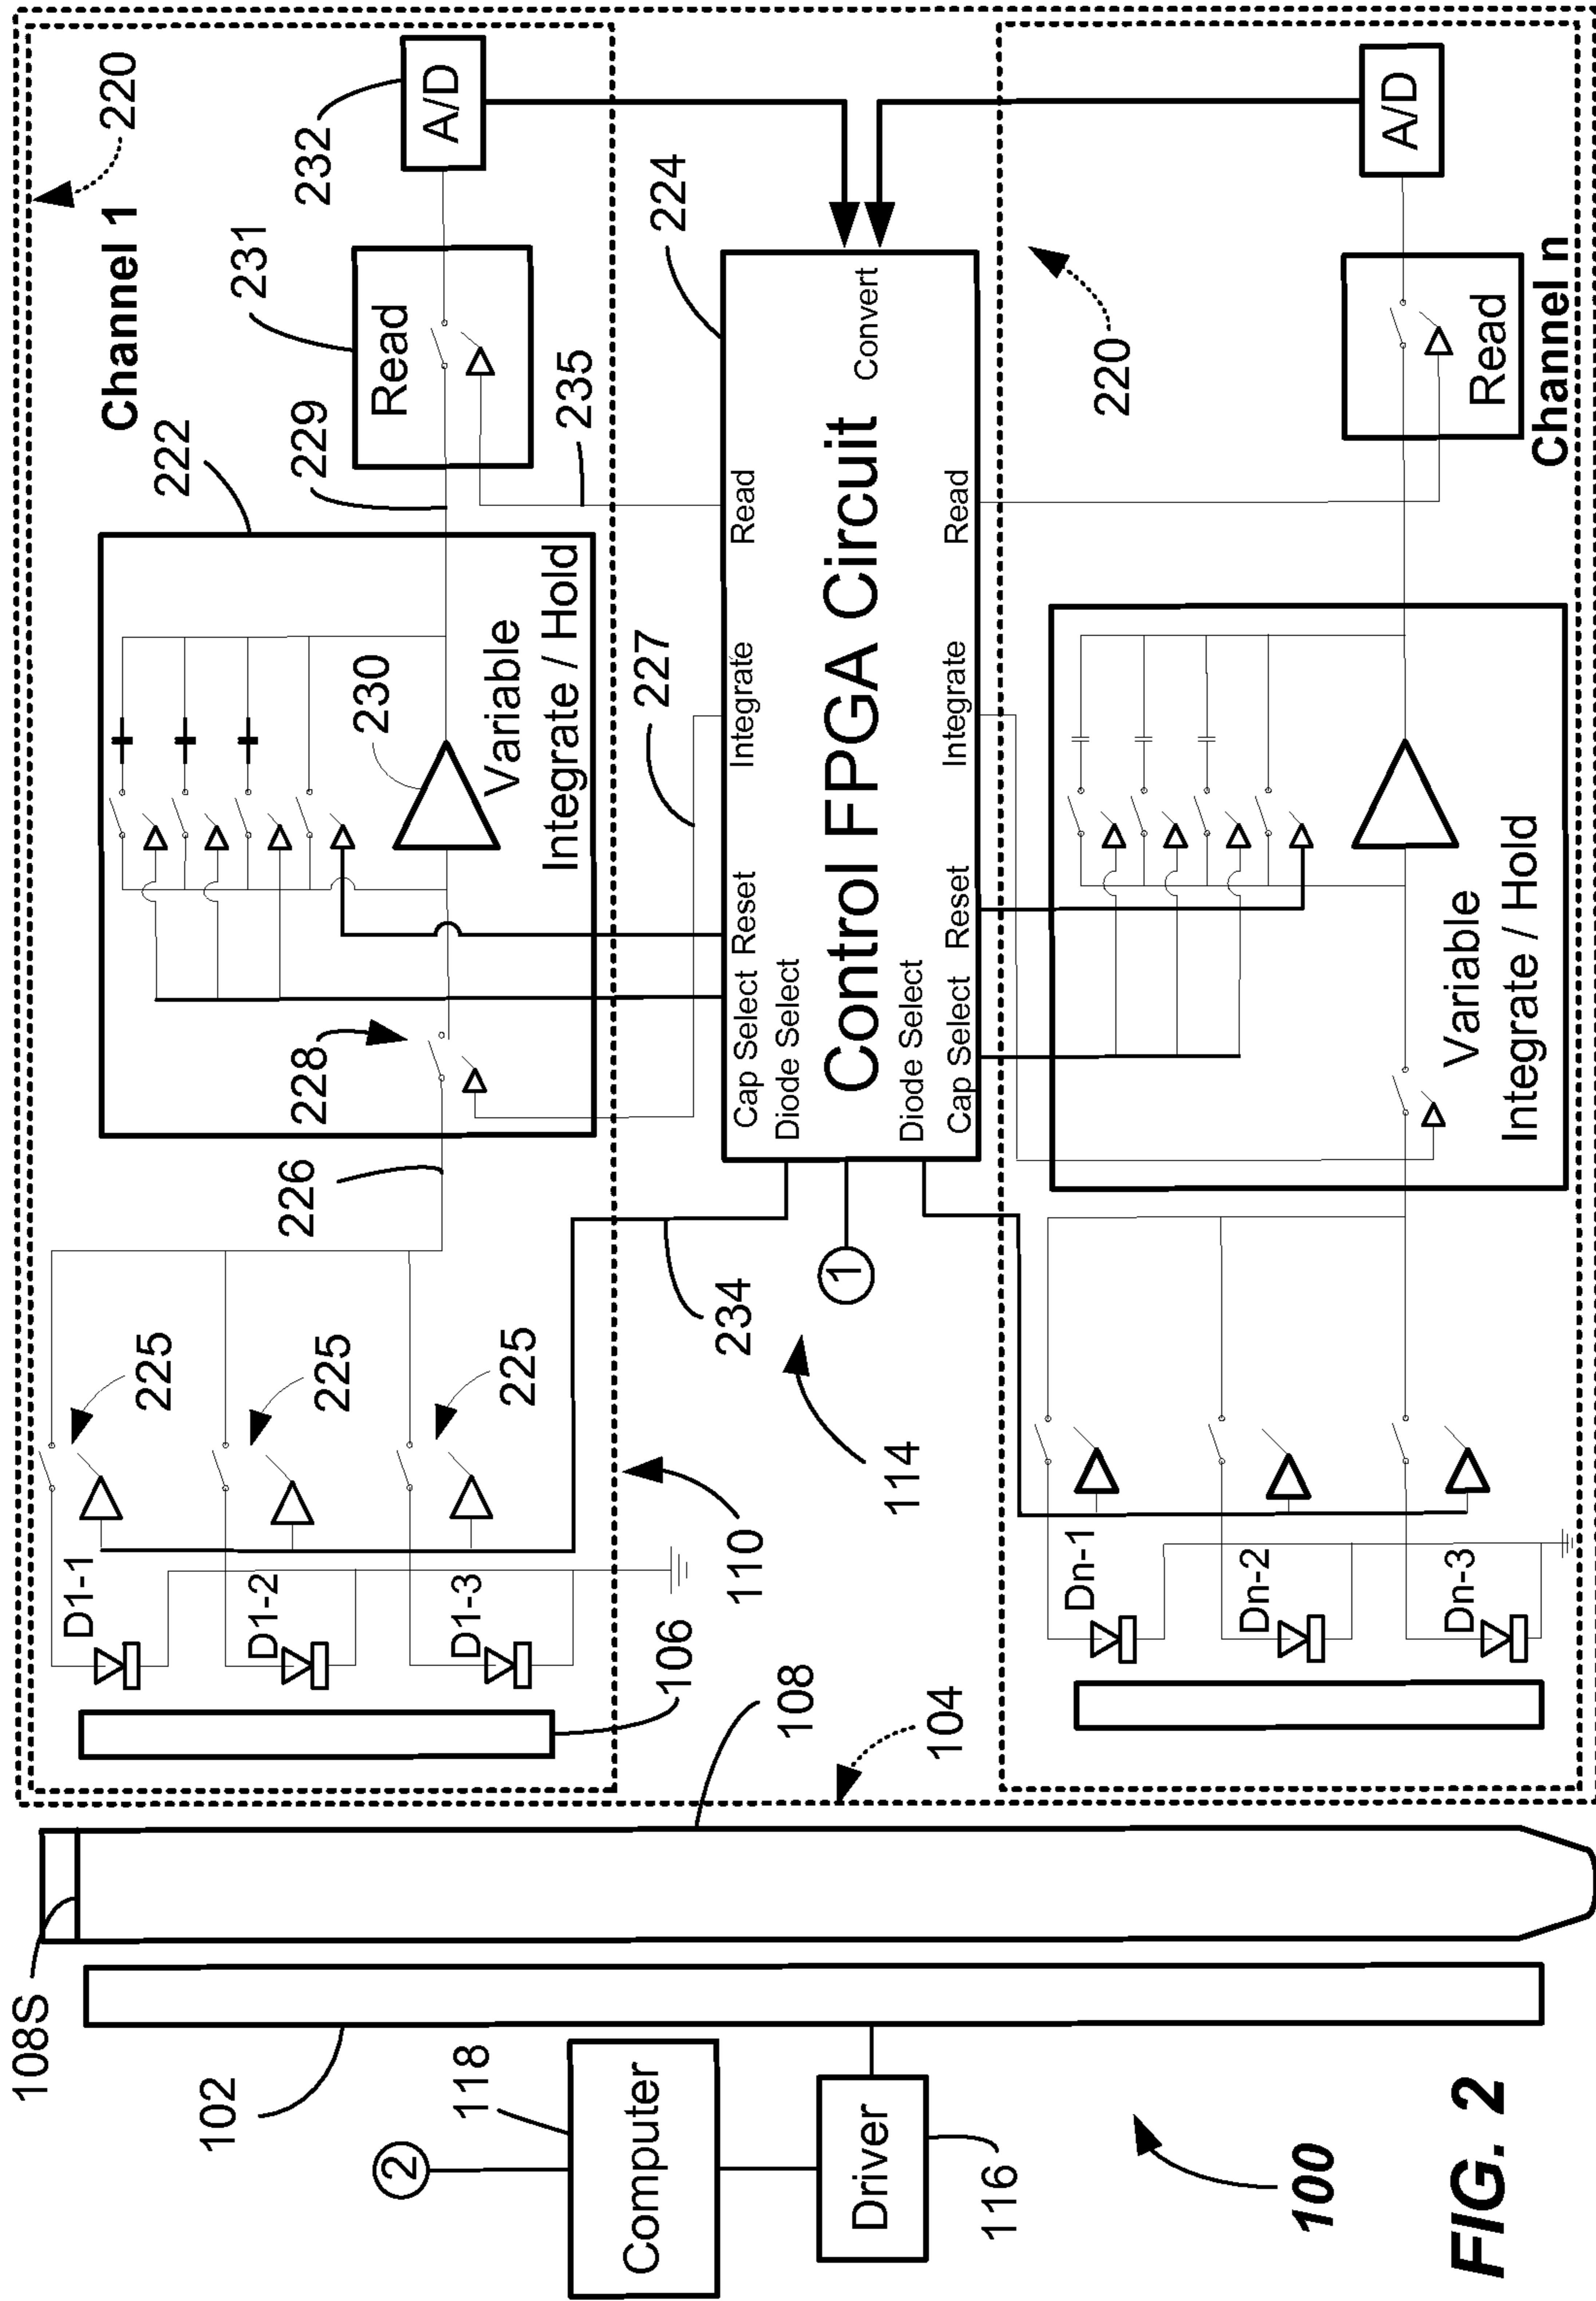 220
Channel 1
232
A/D
231
Read
222
229
235
230
Variable
Integrate / Hold
228
226
227
225
225
225
D1-1
D1-2
D1-3
106
110
234
114
224
Cap Select
Reset
Integrate
Read
Diode Select
Control FPGA Circuit
Convert
Diode Select
Cap Select
Reset
Integrate
Read
1
104
108
108S
102
118
2
Computer
Driver
116
100
220
Dn-1
Dn-2
Dn-3
Variable
Integrate / Hold
Read
A/D
Channel n
FIG. 2